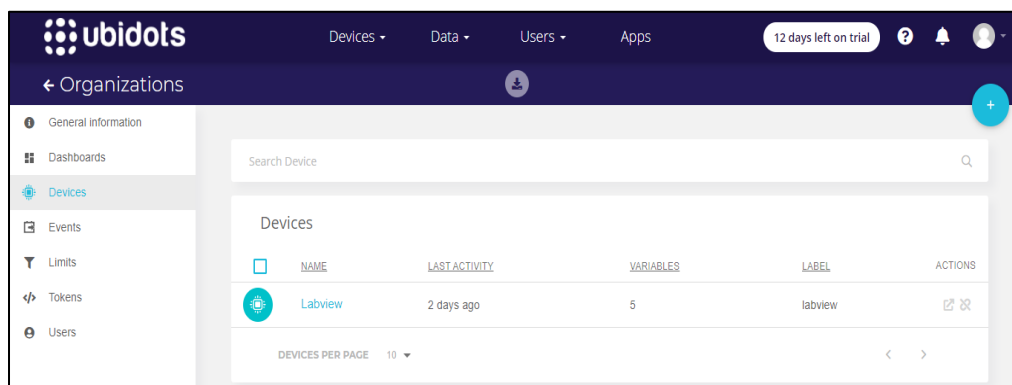 ubidots Devices Data Users Apps 12 days left on trial
Organizations
General information
Dashboards
Devices
Events
Limits
Tokens
Users
Search Device
Devices
NAME LAST ACTIVITY VARIABLES LABEL ACTIONS
Labview 2 days ago 5 labview
DEVICES PER PAGE 10